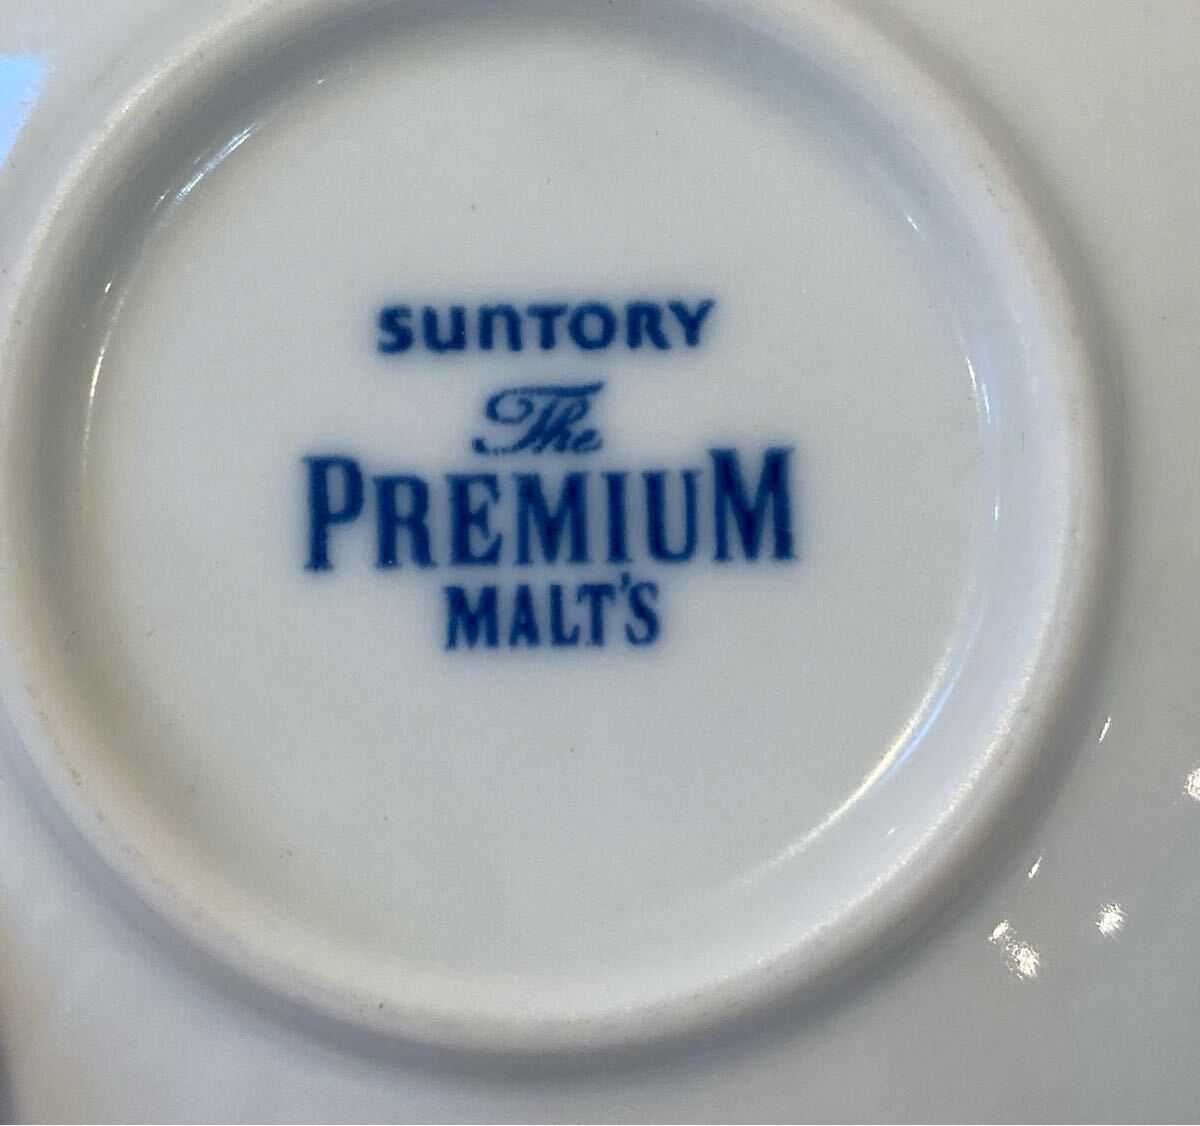 SUNTORY
The
PREMIUM
MALT'S